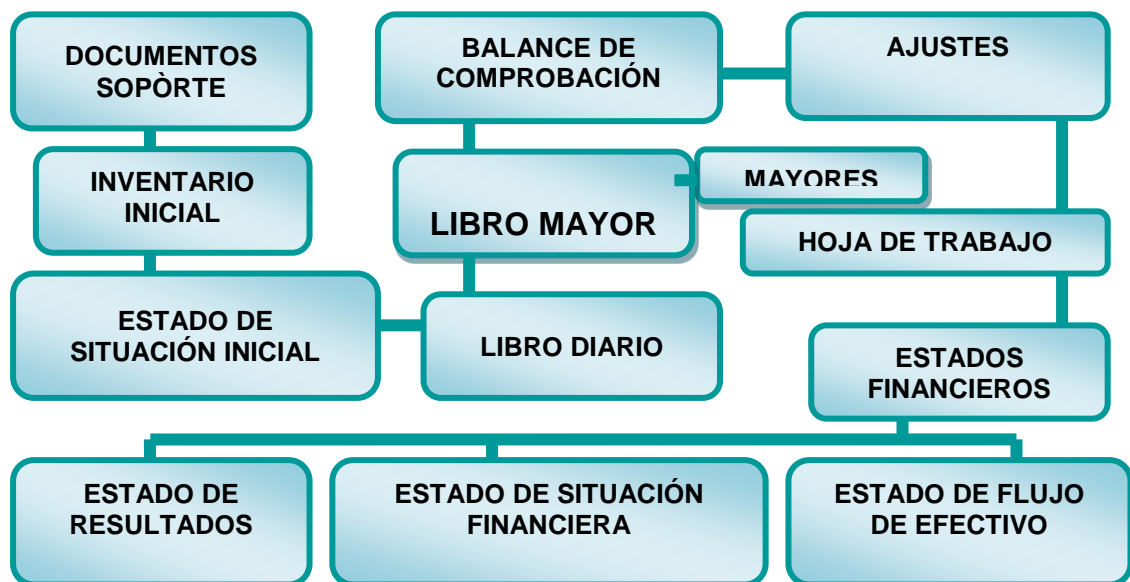 DOCUMENTOS
SOPÒRTE
INVENTARIO
INICIAL
ESTADO DE
SITUACIÓN INICIAL
BALANCE DE
COMPROBACIÓN
LIBRO MAYOR
MAYORES
LIBRO DIARIO
AJUSTES
HOJA DE TRABAJO
ESTADOS
FINANCIEROS
ESTADO DE
RESULTADOS
ESTADO DE SITUACIÓN
FINANCIERA
ESTADO DE FLUJO
DE EFECTIVO